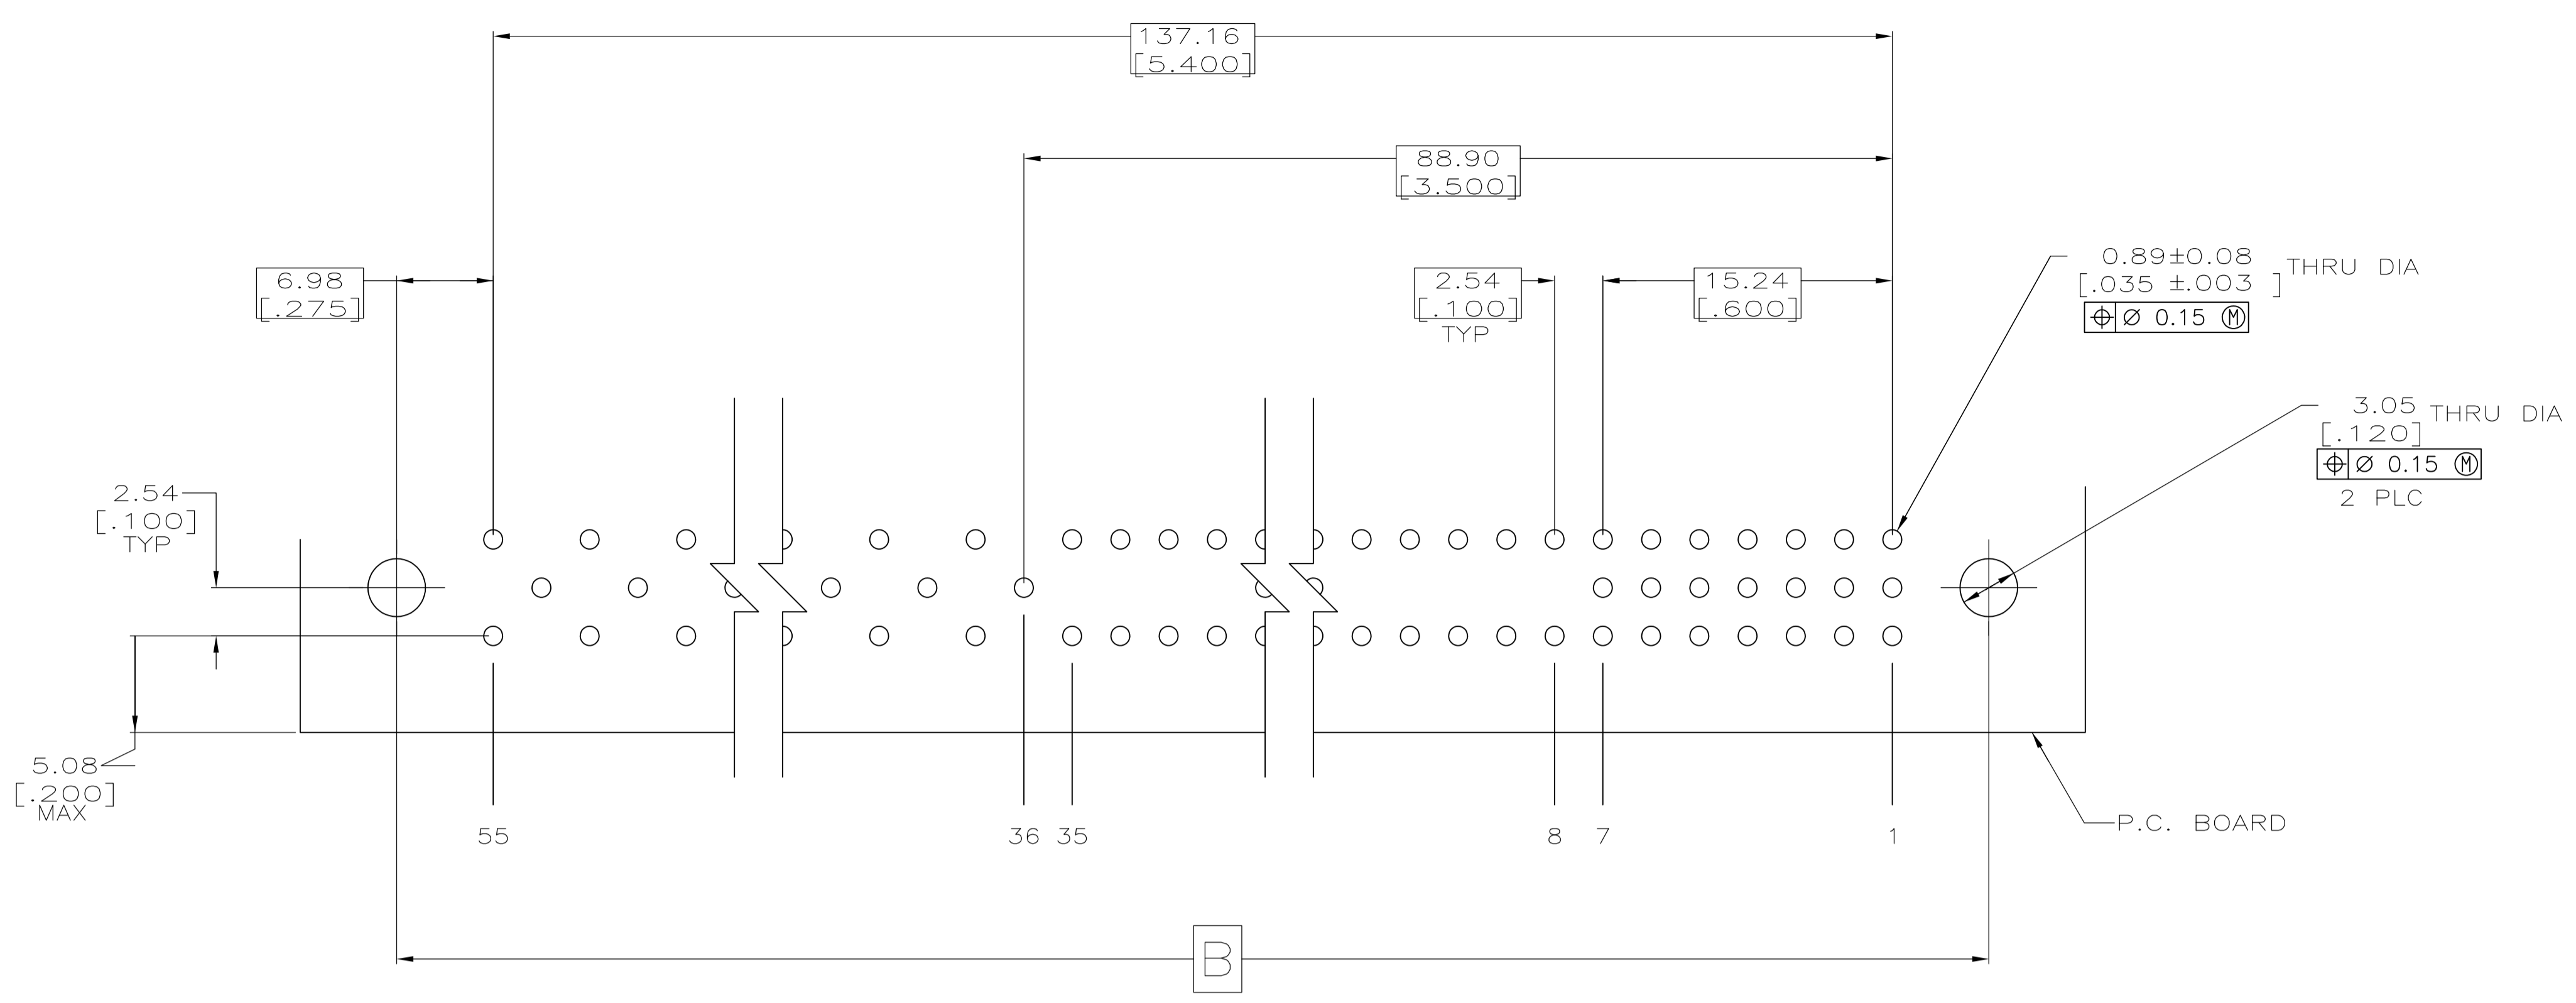 137.16
[5.400]
88.90
[3.500]
6.98
[.275]
2.54
[.100]
TYP
15.24
[.600]
0.89±0.08
[.035 ±.003 ]
THRU DIA
⌖ ⌀ 0.15 Ⓜ
3.05
[.120]
THRU DIA
⌖ ⌀ 0.15 Ⓜ
2 PLC
2.54
[.100]
TYP
5.08
[.200]
MAX
55
36
35
8
7
1
P.C. BOARD
B